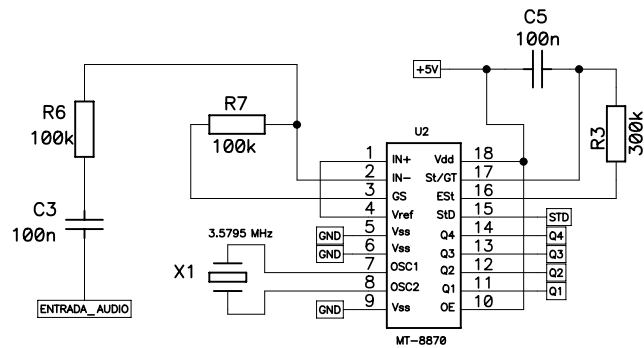 C5
100n
+5V
R6
100k
R7
100k
R3
300k
U2
1 IN+ Vdd 18
2 IN- St/GT 17
3 GS ESt 16
4 Vref StD 15 STD
GND 5 Vss Q4 14 Q4
GND 6 Vss Q3 13 Q3
7 OSC1 Q2 12 Q2
8 OSC2 Q1 11 Q1
GND 9 Vss OE 10
C3
100n
3.5795 MHz
X1
ENTRADA_AUDIO
MT-8870